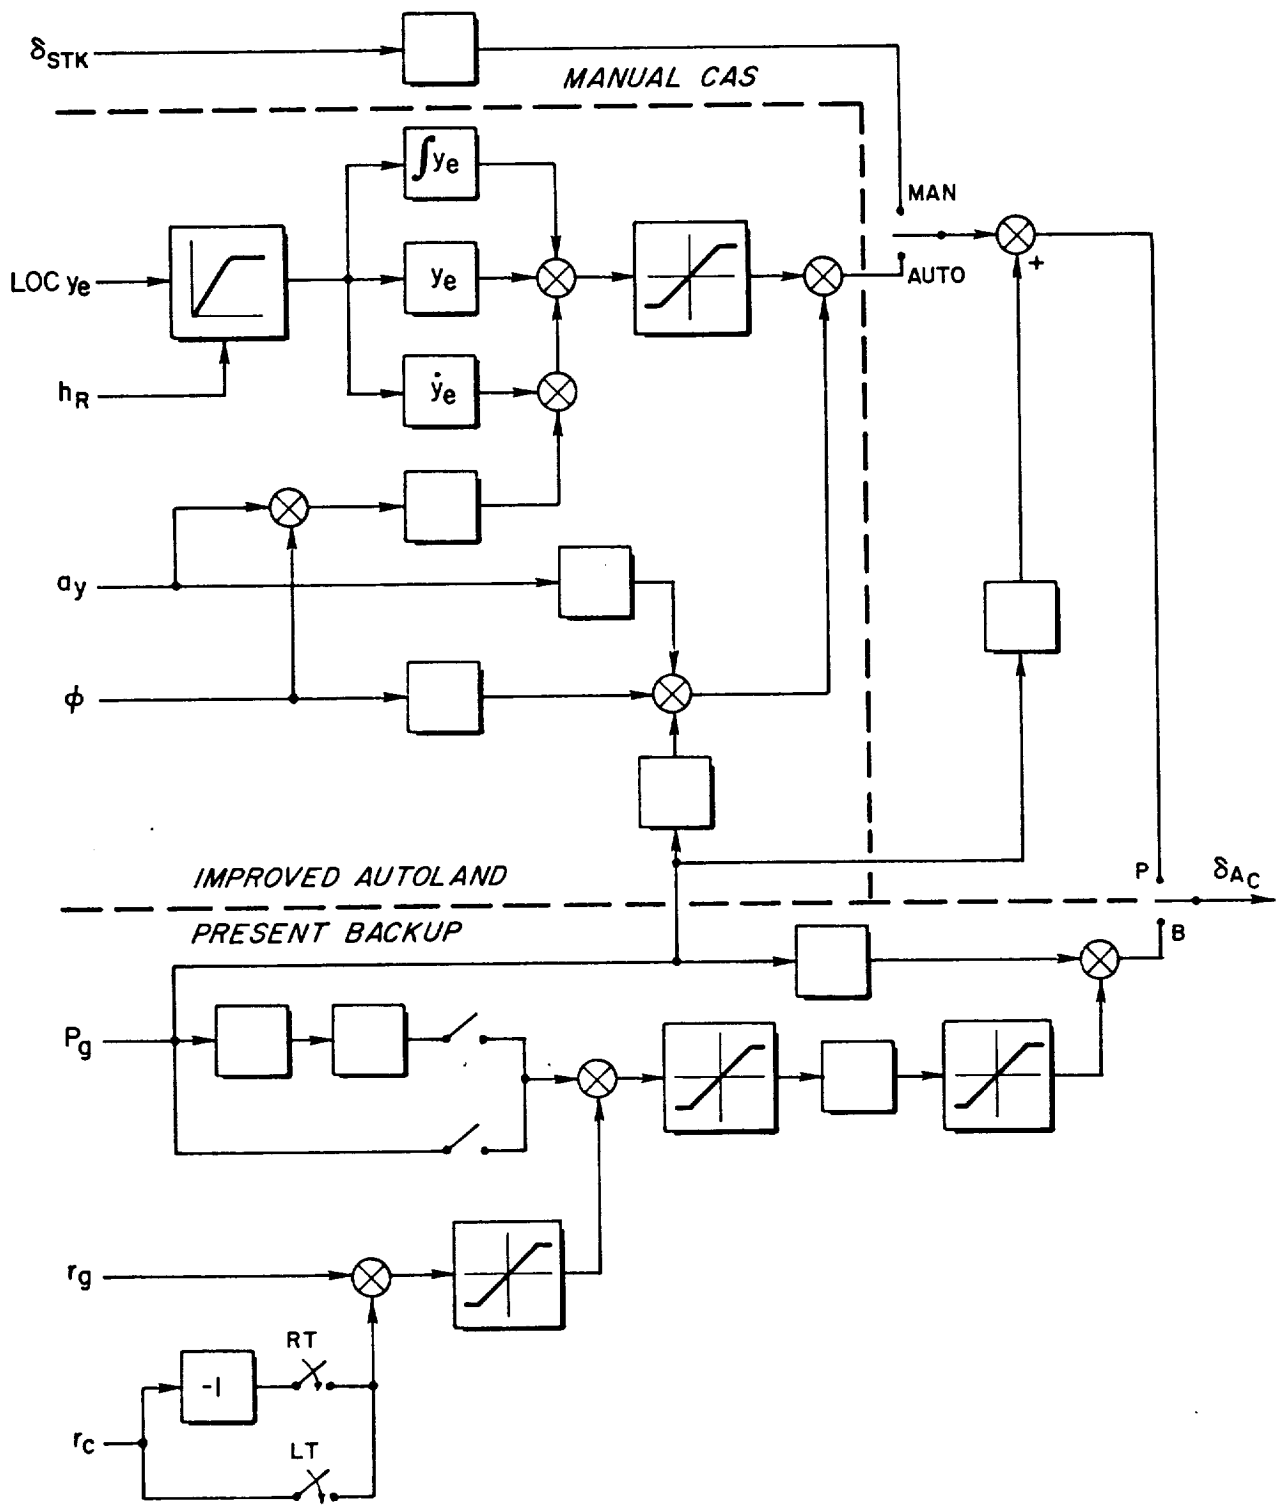 δSTK
MANUAL CAS
∫ye
MAN
LOC ye
ye
AUTO
+
hR
ẏe
ay
ϕ
IMPROVED AUTOLAND
P
δAC
PRESENT BACKUP
B
Pg
rg
RT
-1
rc
LT